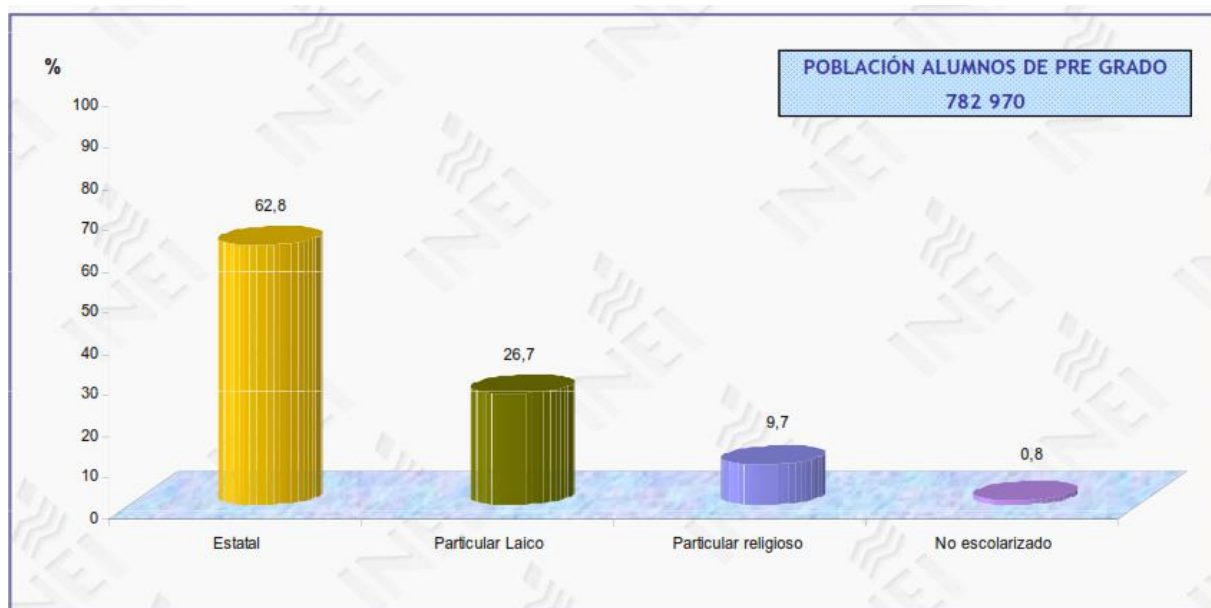 %
POBLACIÓN ALUMNOS DE PRE GRADO
782 970
100
90
80
70
60
50
40
30
20
10
0
62,8
26,7
9,7
0,8
Estatal
Particular Laico
Particular religioso
No escolarizado
INEI